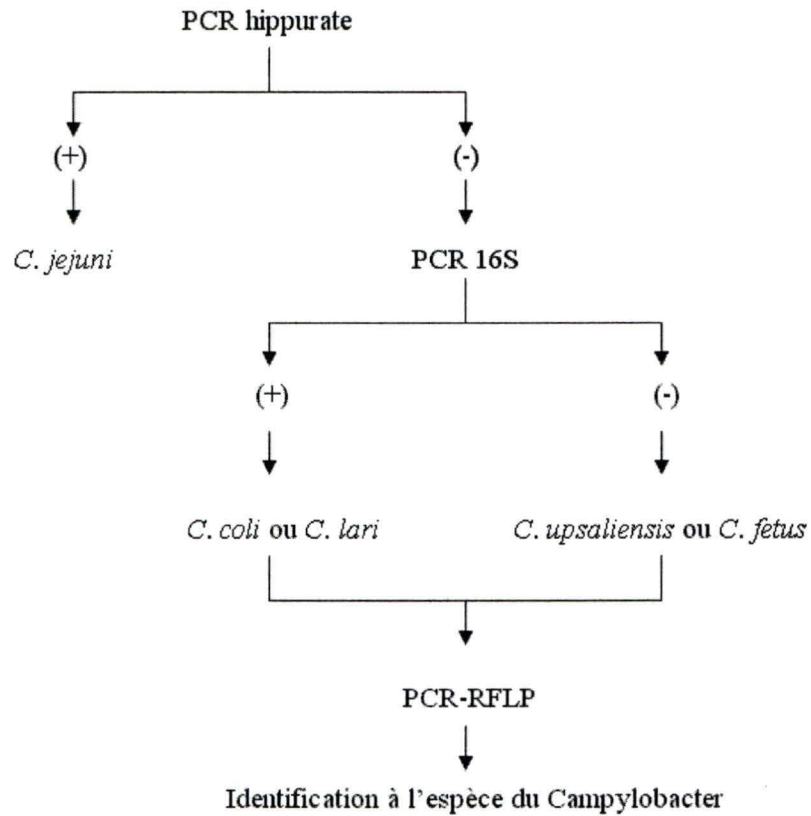 PCR hippurate
(+)
(-)
C. jejuni
PCR 16S
(+)
(-)
C. coli ou C. lari
C. upsaliensis ou C. fetus
PCR-RFLP
Identification à l'espèce du Campylobacter